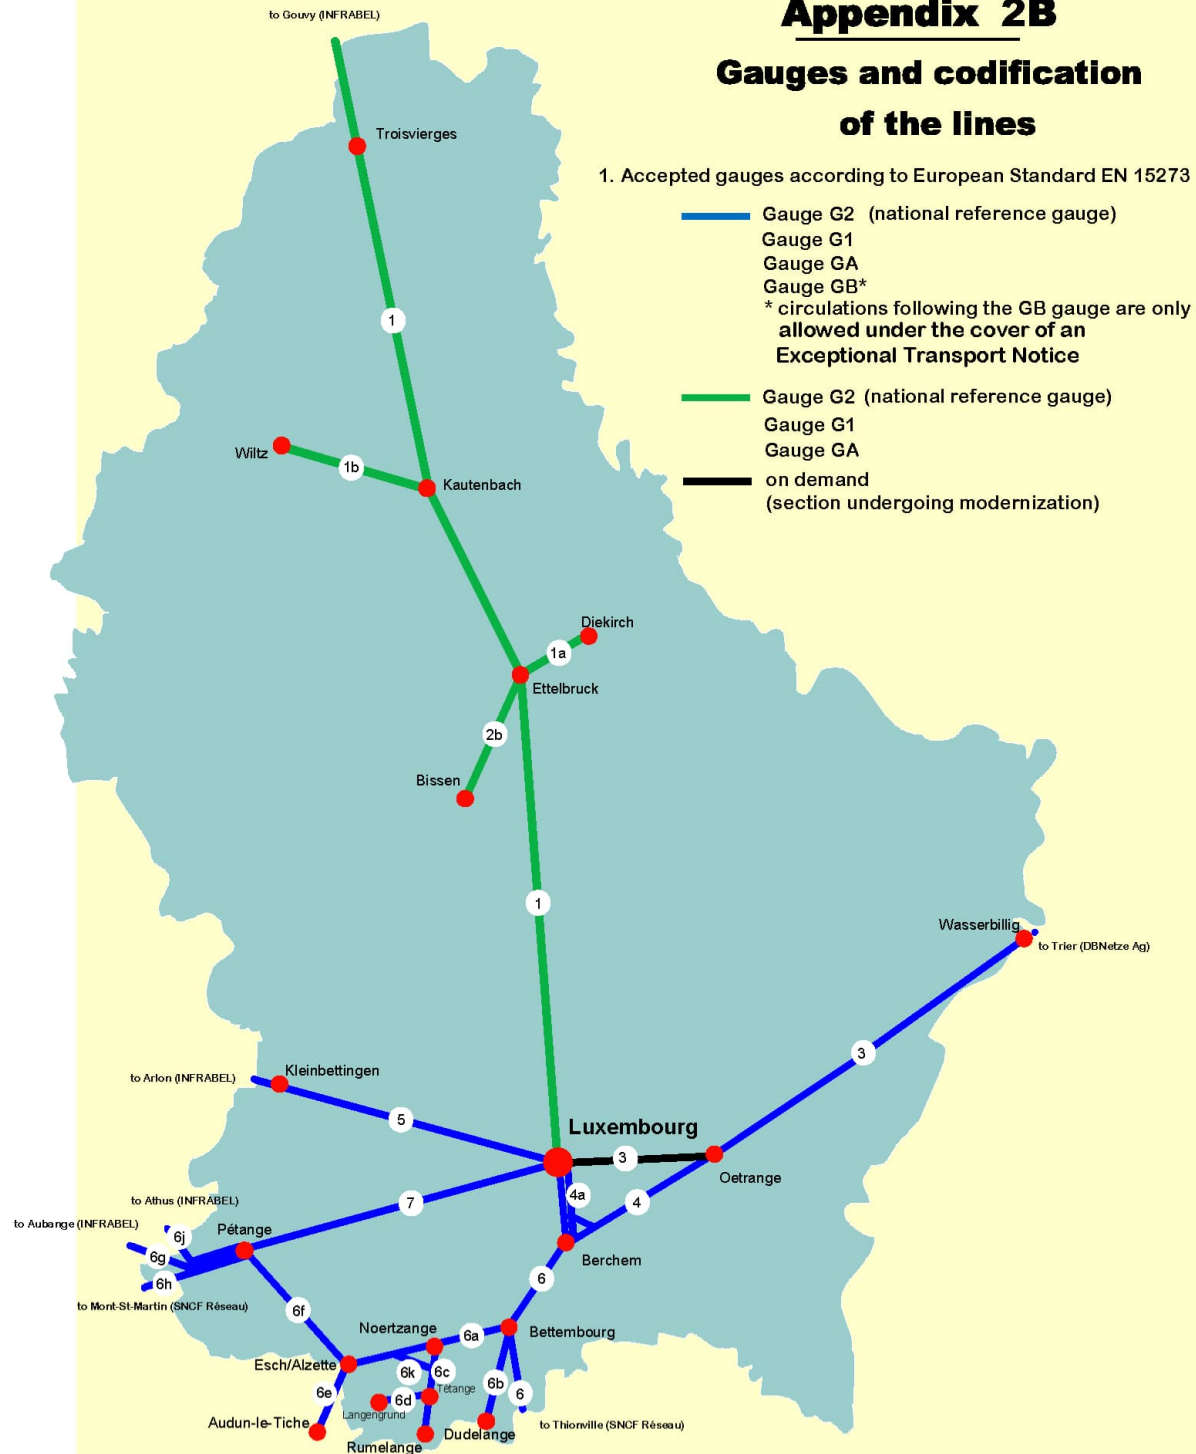 Appendix 2B
to Gouvy (INFRABEL)
Gauges and codification
of the lines
Troisvierges
1. Accepted gauges according to European Standard EN 15273
Gauge G2 (national reference gauge)
Gauge G1
Gauge GA
Gauge GB*
* circulations following the GB gauge are only
allowed under the cover of an
Exceptional Transport Notice
1
Gauge G2 (national reference gauge)
Gauge G1
Gauge GA
on demand
(section undergoing modernization)
Wiltz
1b
Kautenbach
Diekirch
1a
Ettelbruck
2b
Bissen
1
Wasserbillig
to Trier (DBNetze Ag)
3
Kleinbettingen
to Arlon (INFRABEL)
5
Luxembourg
3
Oetrange
4a
4
7
to Athus (INFRABEL)
to Aubange (INFRABEL)
6j
Pétange
6g
6h
Berchem
6
to Mont-St-Martin (SNCF Réseau)
6f
Noertzange
6a
Bettembourg
Esch/Alzette
6k
6c
6e
6d
Tétange
6b
6
Langengrund
Audun-le-Tiche
Rumelange
Dudelange
to Thionville (SNCF Réseau)